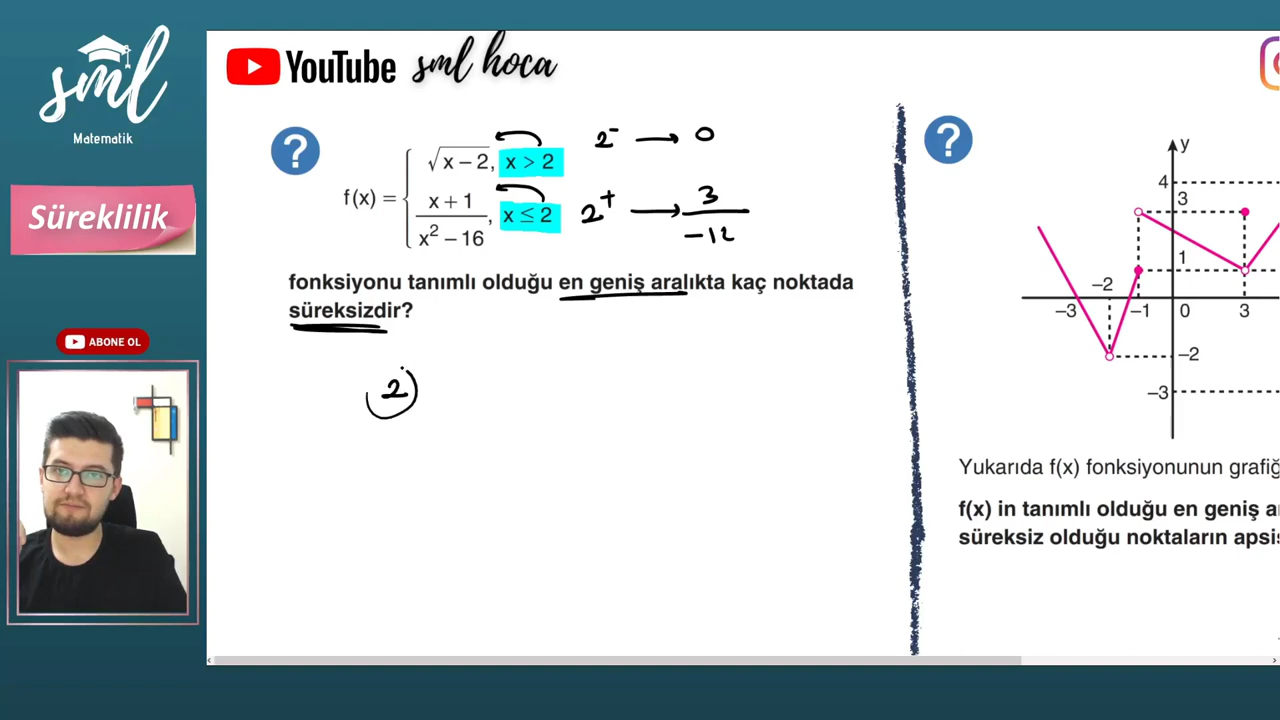 sml
Matematik
Süreklilik
ABONE OL
YouTube sml hoca
?
f(x) =
√x – 2, x > 2
x + 1
x² – 16
, x ≤ 2
2⁻ → 0
2⁺ → 3
–12
fonksiyonu tanımlı olduğu en geniş aralıkta kaç noktada
süreksizdir?
2
?
y
4
3
1
–2
–3
–1
0
3
–2
–3
Yukarıda f(x) fonksiyonunun grafiğ
f(x) in tanımlı olduğu en geniş a
süreksiz olduğu noktaların apsis